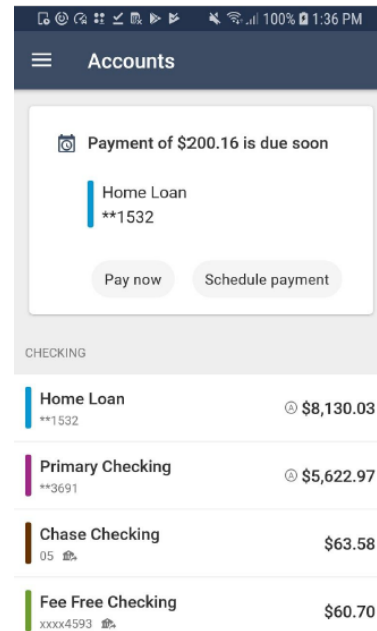 100% 1:36 PM
Accounts
Payment of $200.16 is due soon
Home Loan
**1532
Pay now Schedule payment
CHECKING
Home Loan
**1532
Ⓐ $8,130.03
Primary Checking
**3691
Ⓐ $5,622.97
Chase Checking
05
$63.58
Fee Free Checking
xxxx4593
$60.70